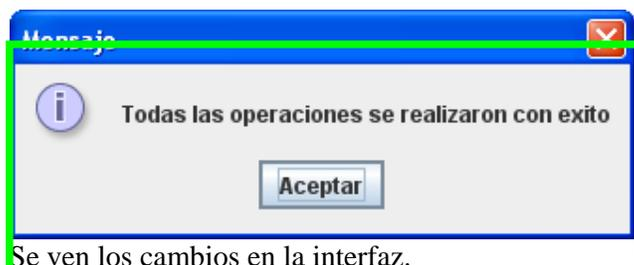 Mensaje
Todas las operaciones se realizaron con exito
Aceptar
Se ven los cambios en la interfaz.